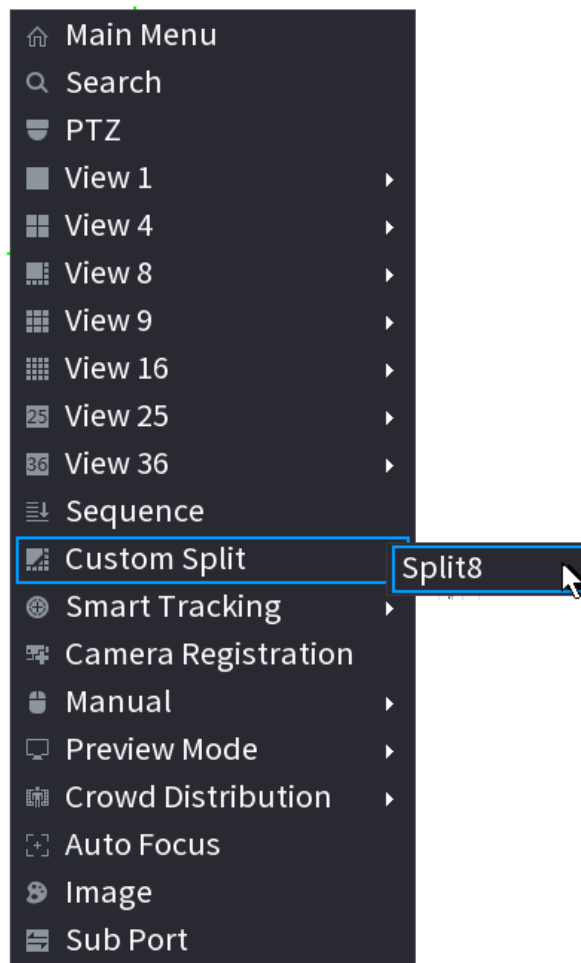 Main Menu
Search
PTZ
View 1
View 4
View 8
View 9
View 16
25 View 25
36 View 36
Sequence
Custom Split
Split8
Smart Tracking
Camera Registration
Manual
Preview Mode
Crowd Distribution
Auto Focus
Image
Sub Port